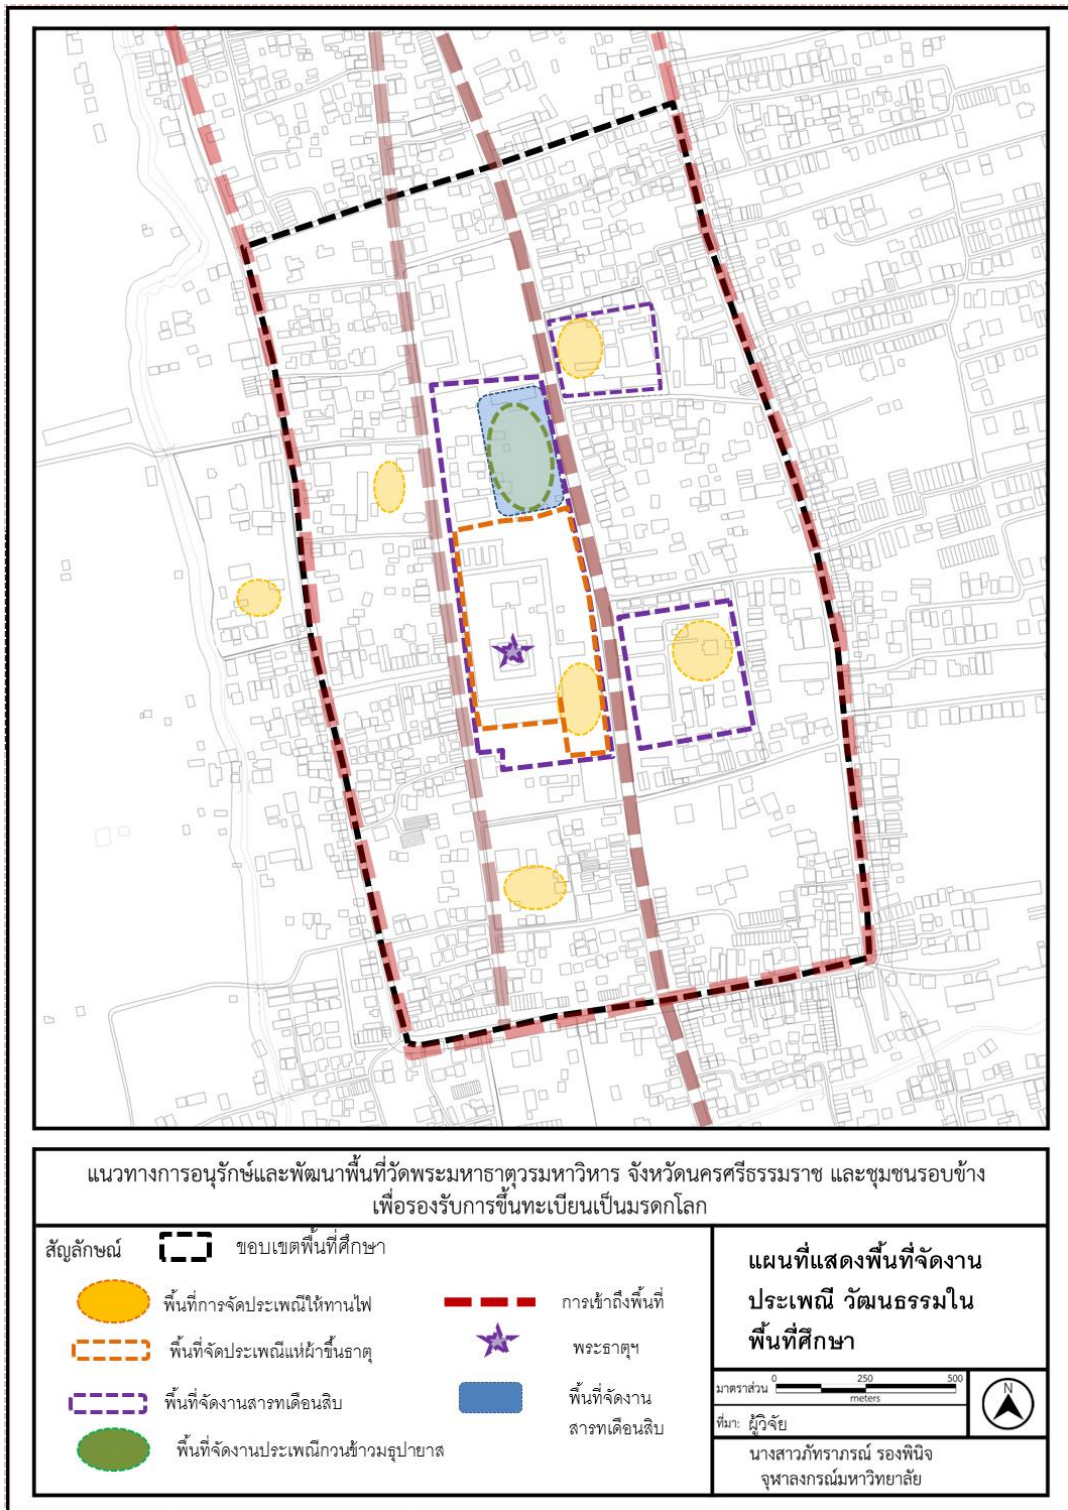 แนวทางการอนุรักษ์และพัฒนาพื้นที่วัดพระมหาธาตุวรมหาวิหาร จังหวัดนครศรีธรรมราช และชุมชนรอบข้าง
เพื่อรองรับการขึ้นทะเบียนเป็นมรดกโลก
สัญลักษณ์
ขอบเขตพื้นที่ศึกษา
พื้นที่การจัดประเพณีให้ทานไฟ
พื้นที่จัดประเพณีแห่ผ้าขึ้นธาตุ
พื้นที่จัดงานสารทเดือนสิบ
พื้นที่จัดงานประเพณีกวนข้าวมธุปายาส
การเข้าถึงพื้นที่
พระธาตุฯ
พื้นที่จัดงาน
สารทเดือนสิบ
แผนที่แสดงพื้นที่จัดงาน
ประเพณี วัฒนธรรมใน
พื้นที่ศึกษา
มาตราส่วน 0 250 500
meters
N
ที่มา: ผู้วิจัย
นางสาวภัทราภรณ์ รองพินิจ
จุฬาลงกรณ์มหาวิทยาลัย